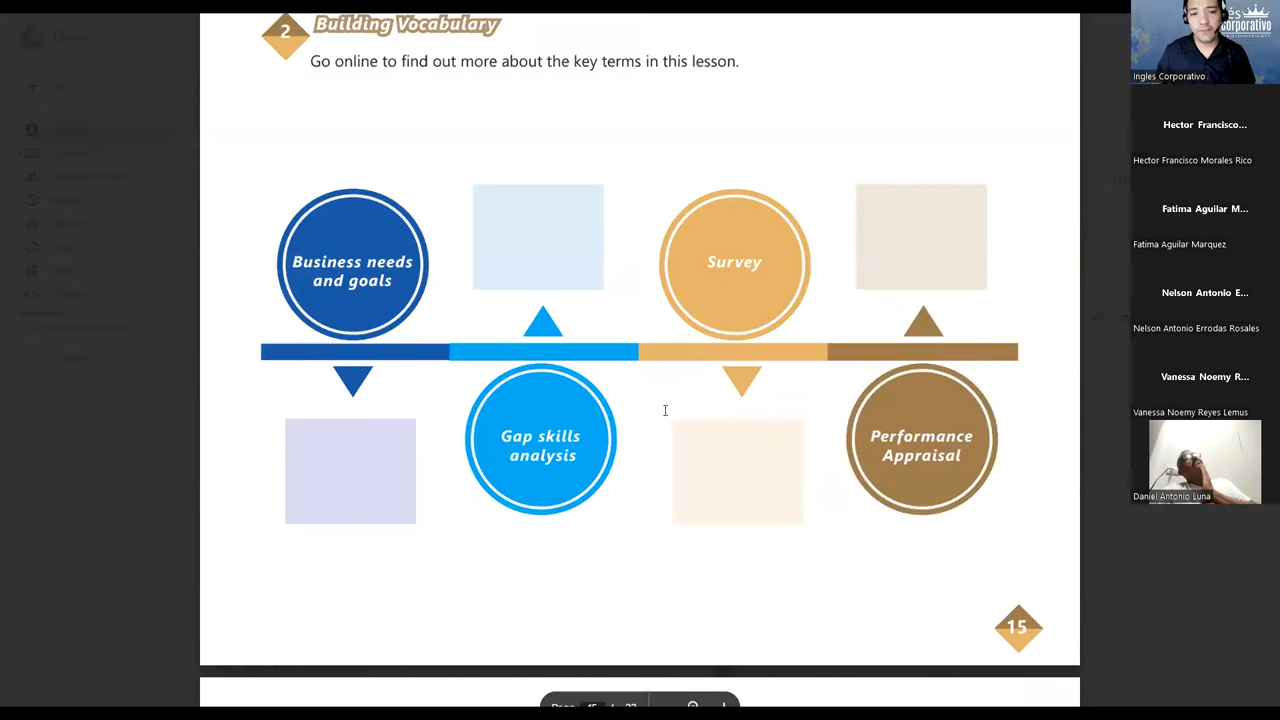 2
Building Vocabulary
Go online to find out more about the key terms in this lesson.
Business needs
and goals
Survey
Gap skills
analysis
Performance
Appraisal
15
és
Corporativo
Ingles Corporativo
Hector Francisco...
Hector Francisco Morales Rico
Fatima Aguilar M...
Fatima Aguilar Marquez
Nelson Antonio E...
Nelson Antonio Errodas Rosales
Vanessa Noemy R...
Vanessa Noemy Reyes Lemus
Daniel Antonio Luna